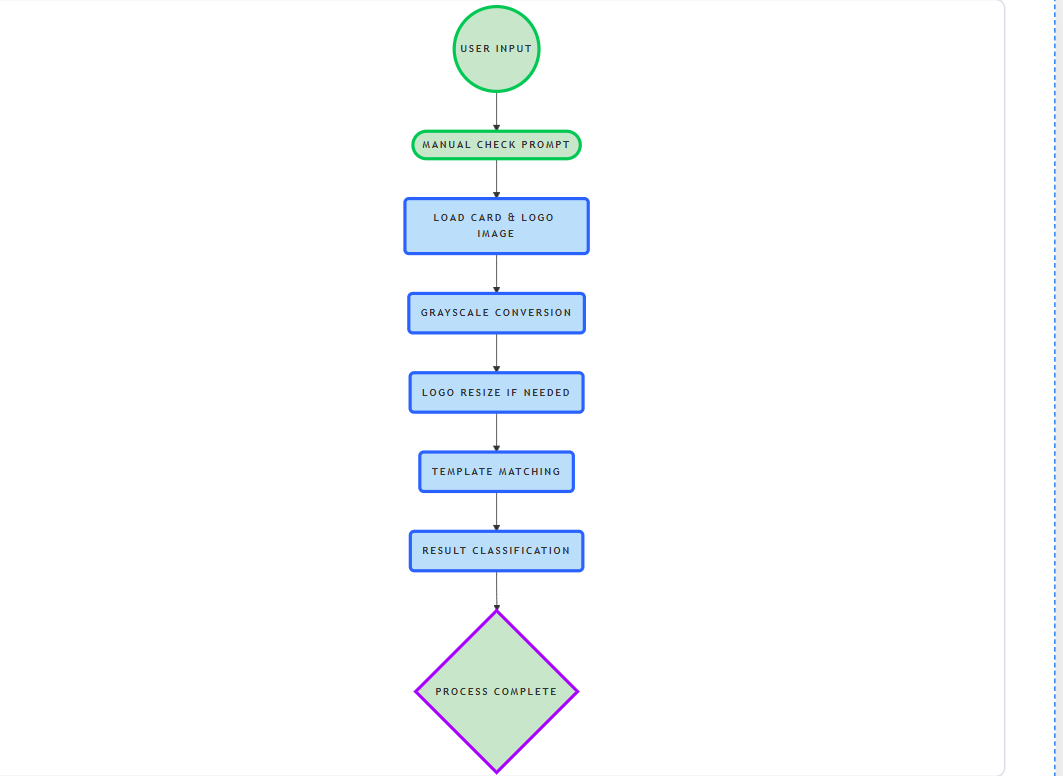 USER INPUT
MANUAL CHECK PROMPT
LOAD CARD & LOGO
IMAGE
GRAYSCALE CONVERSION
LOGO RESIZE IF NEEDED
TEMPLATE MATCHING
RESULT CLASSIFICATION
PROCESS COMPLETE